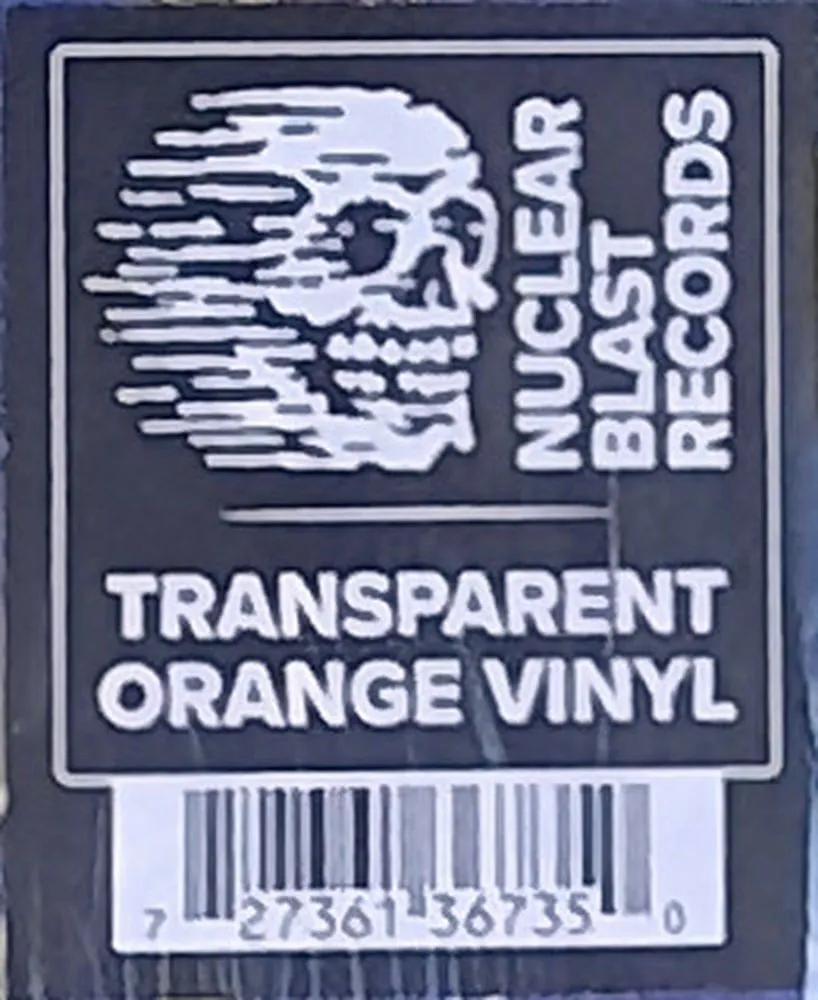 NUCLEAR
BLAST
RECORDS
TRANSPARENT
ORANGE VINYL
7 27361 36735 0